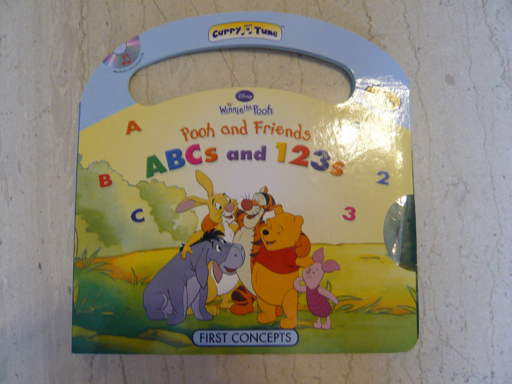 Carry Tune
Disney
Winnie the Pooh
Pooh and Friends
ABCs and 123s
A
B
2
C
3
FIRST CONCEPTS